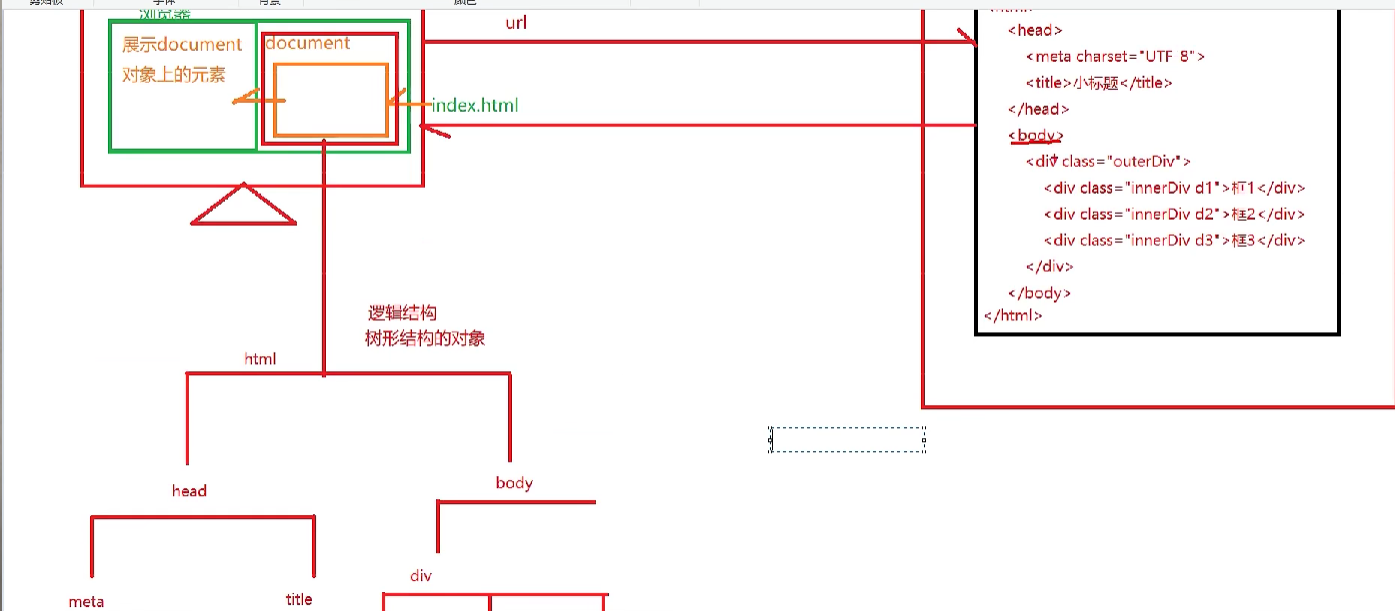 浏览器
url
展示document
对象上的元素
document
index.html
<head>
<meta charset="UTF 8">
<title>小标题</title>
</head>
<body>
<div class="outerDiv">
<div class="innerDiv d1">框1</div>
<div class="innerDiv d2">框2</div>
<div class="innerDiv d3">框3</div>
</div>
</body>
</html>
逻辑结构
树形结构的对象
html
head
body
div
meta
title